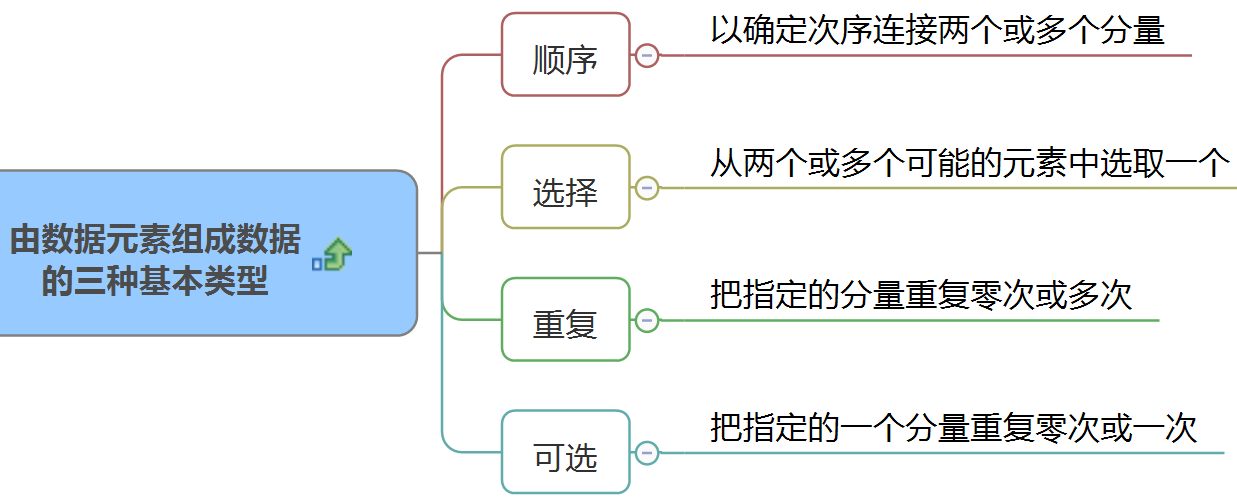 由数据元素组成数据
的三种基本类型
顺序
以确定次序连接两个或多个分量
选择
从两个或多个可能的元素中选取一个
重复
把指定的分量重复零次或多次
可选
把指定的一个分量重复零次或一次